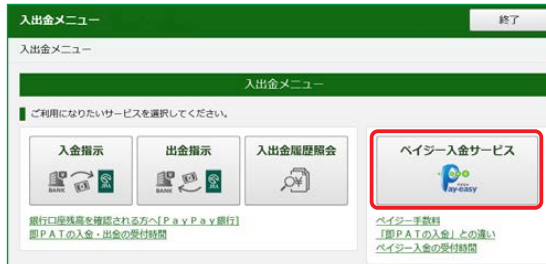 入出金メニュー
終了
入出金メニュー
入出金メニュー
ご利用になりたいサービスを選択してください。
入金指示
出金指示
入出金履歴照会
BANK
JRA
BANK
JRA
銀行口座残高を確認される方へ[ＰａｙＰａｙ銀行]
即ＰＡＴの入金・出金の受付時間
ペイジー入金サービス
ペイジー
Pay-easy
ペイジー手数料
「即ＰＡＴの入金」との違い
ペイジー入金の受付時間